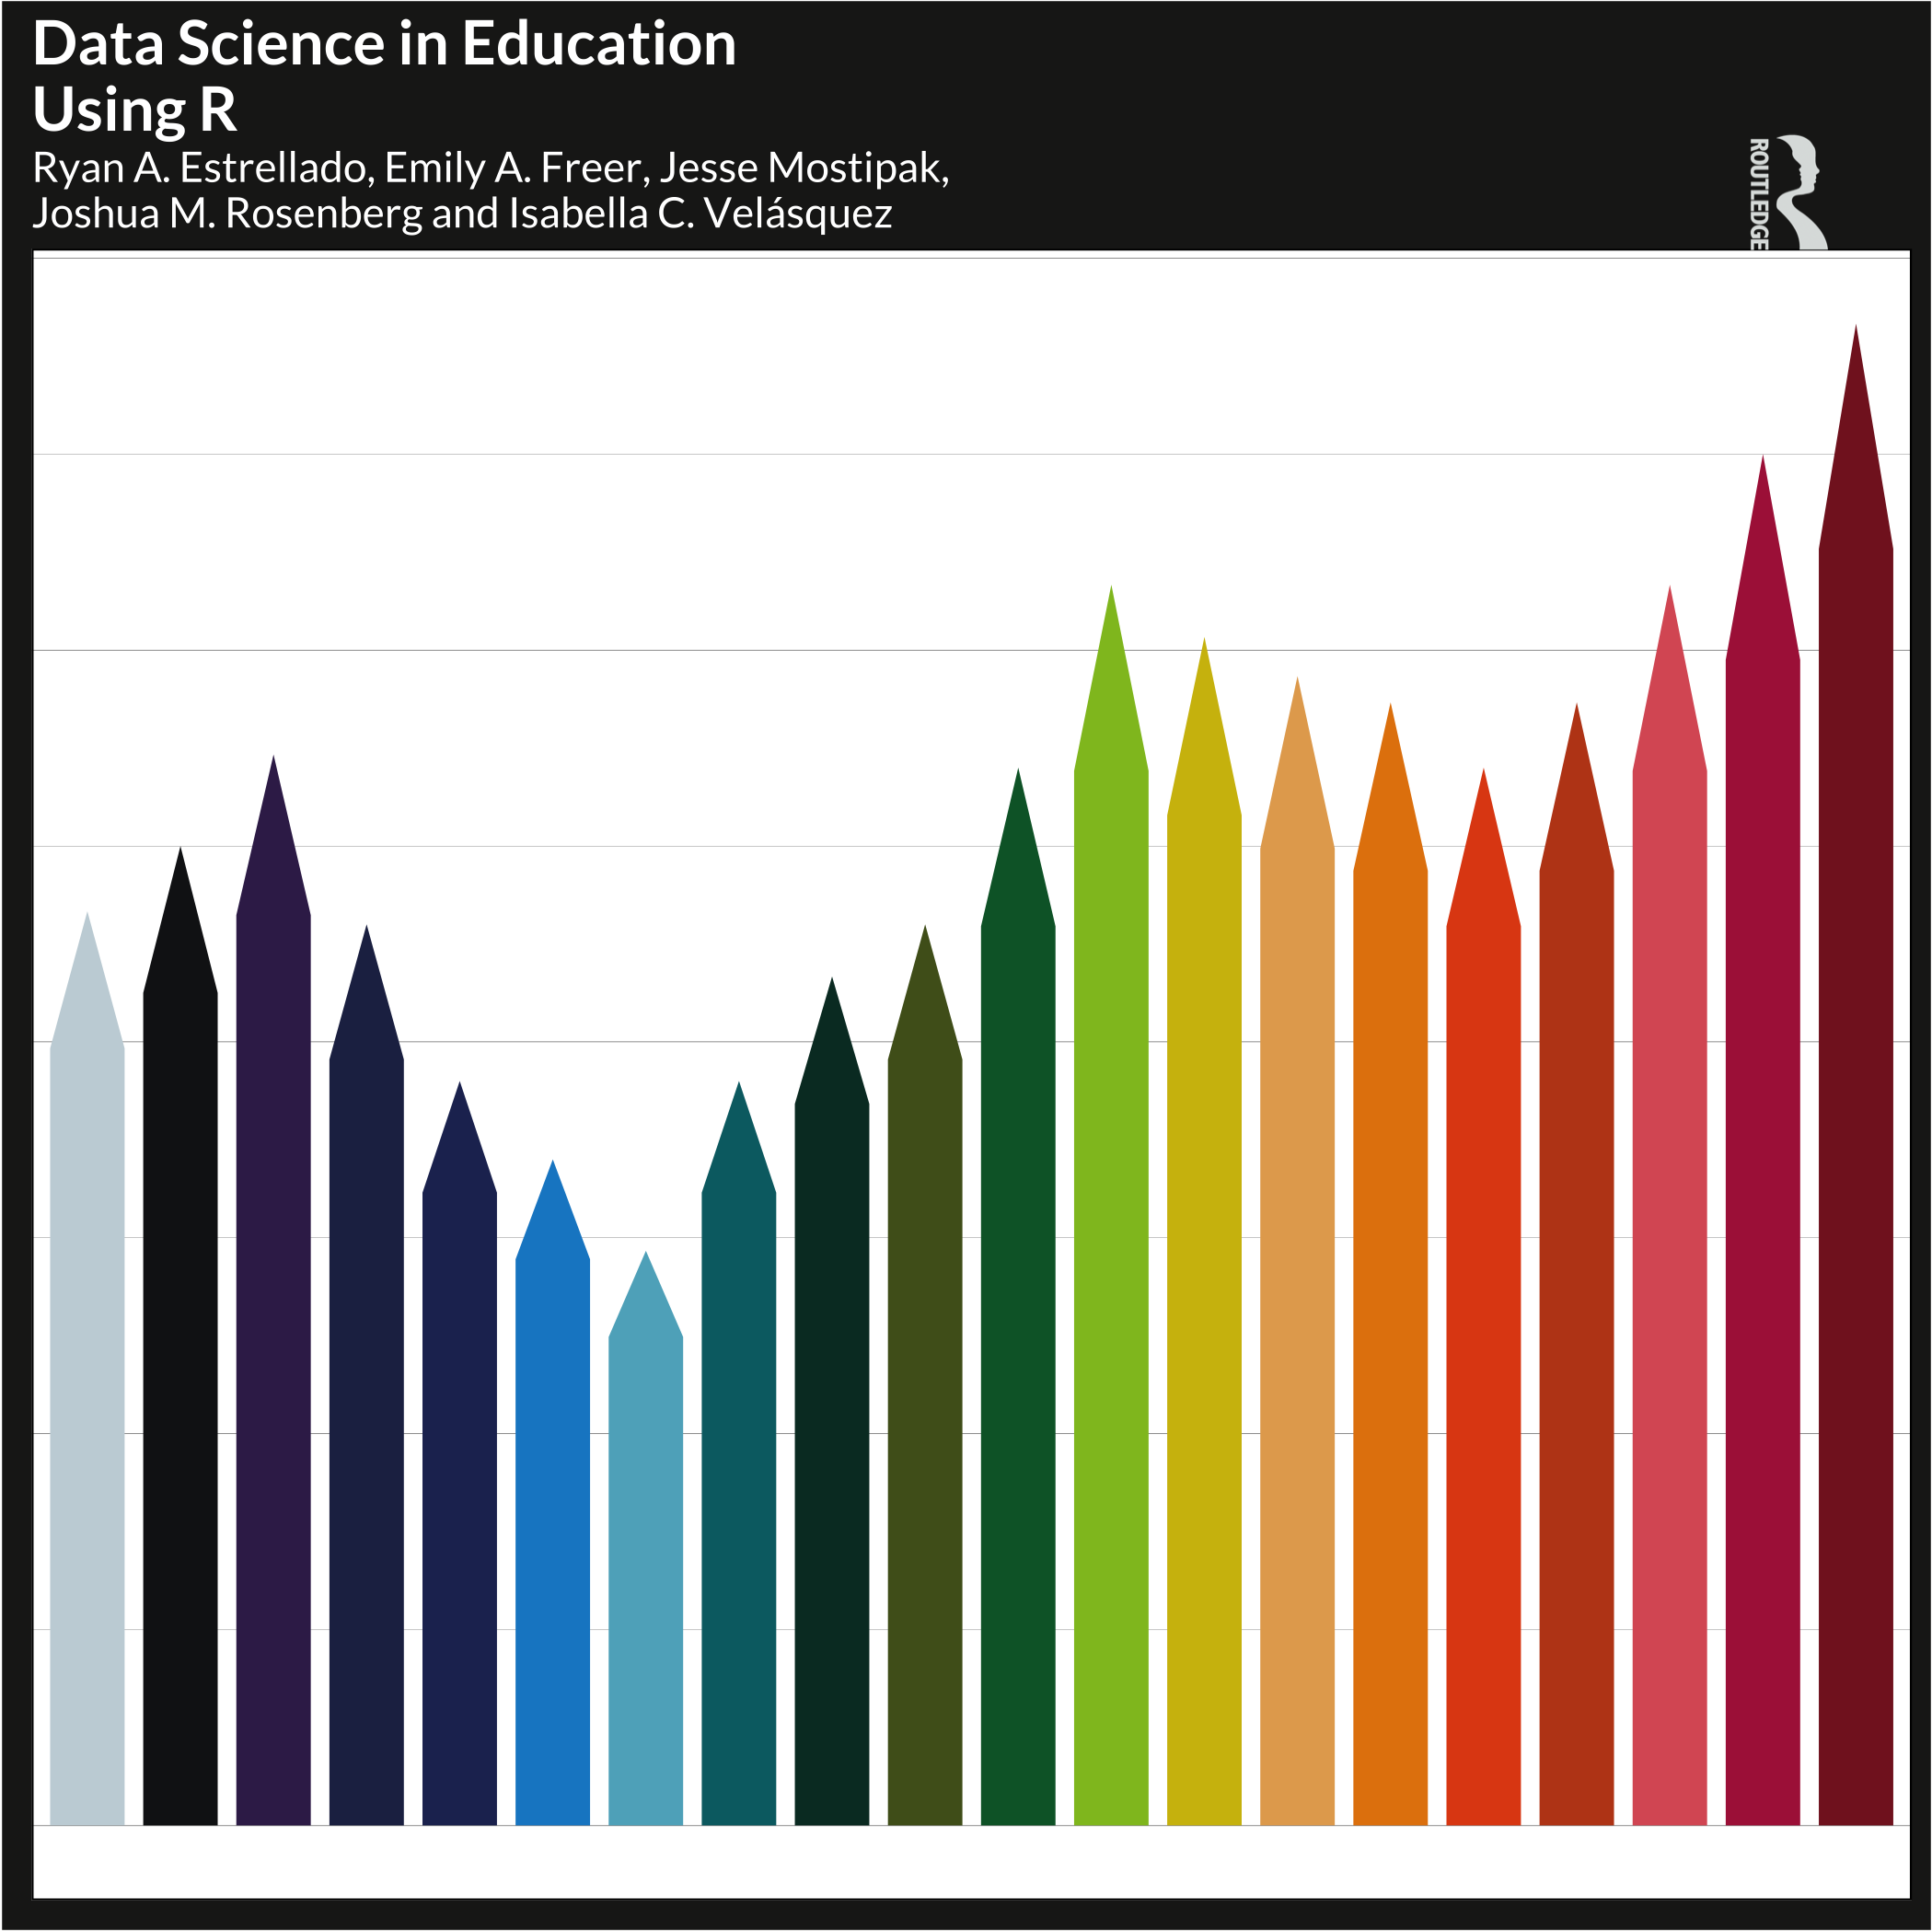 Data Science in Education
Using R
Ryan A. Estrellado, Emily A. Freer, Jesse Mostipak,
Joshua M. Rosenberg and Isabella C. Velásquez
ROUTLEDGE